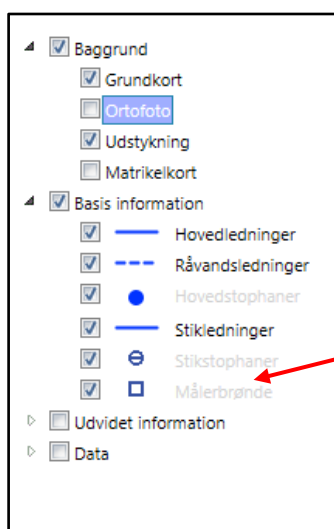 Baggrund
Grundkort
Ortofoto
Udstykning
Matrikelkort
Basis information
Hovedledninger
Råvandsledninger
Hovedstophaner
Stikledninger
Stikstophaner
Målerbrønde
Udvidet information
Data